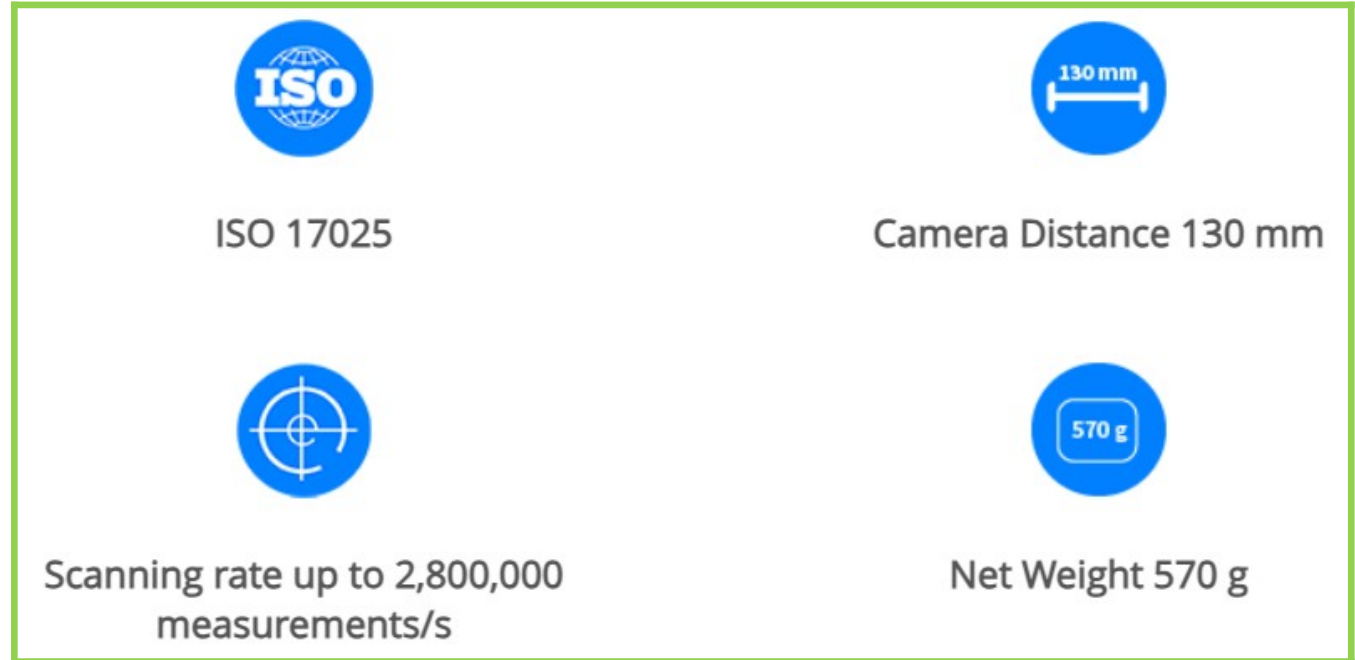 ISO
130 mm
ISO 17025
Camera Distance 130 mm
570 g
Scanning rate up to 2,800,000
measurements/s
Net Weight 570 g